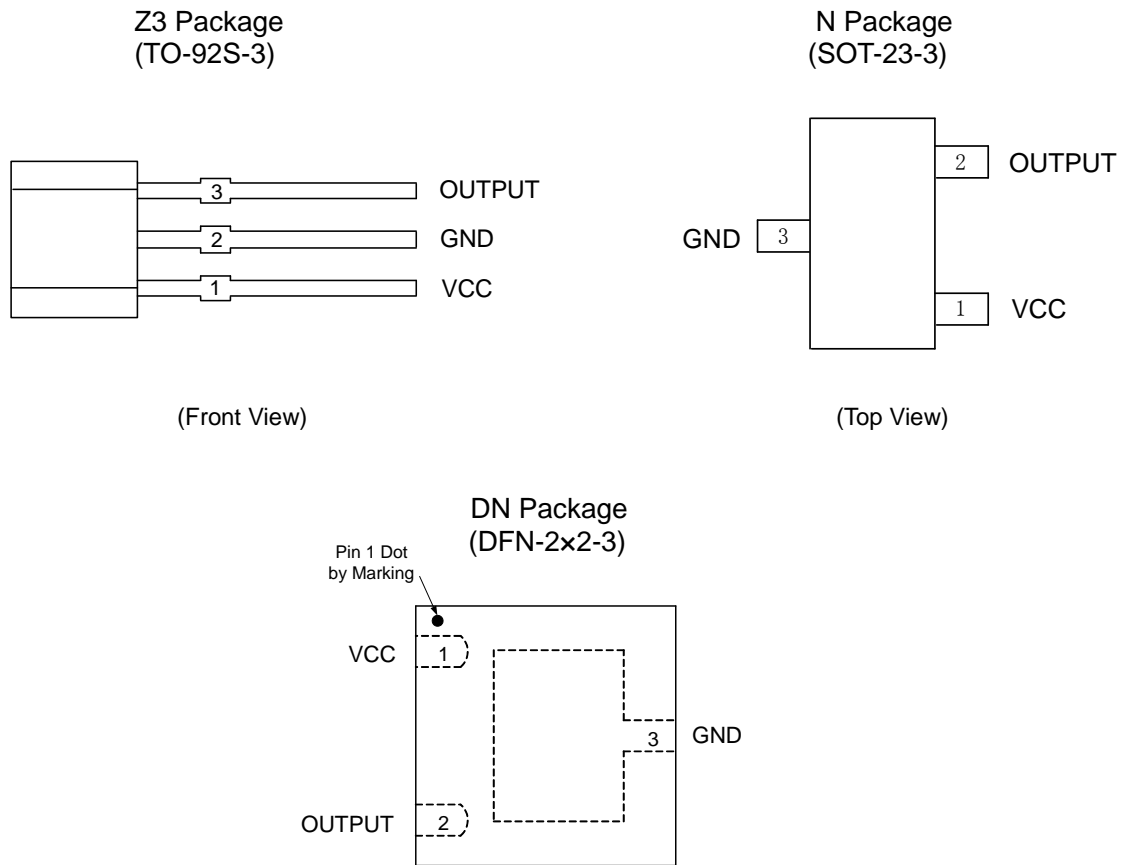 Z3 Package
(TO-92S-3)
3
OUTPUT
2
GND
1
VCC
(Front View)
N Package
(SOT-23-3)
2
OUTPUT
GND
3
1
VCC
(Top View)
DN Package
(DFN-2×2-3)
Pin 1 Dot
by Marking
VCC
1
3
GND
OUTPUT
2